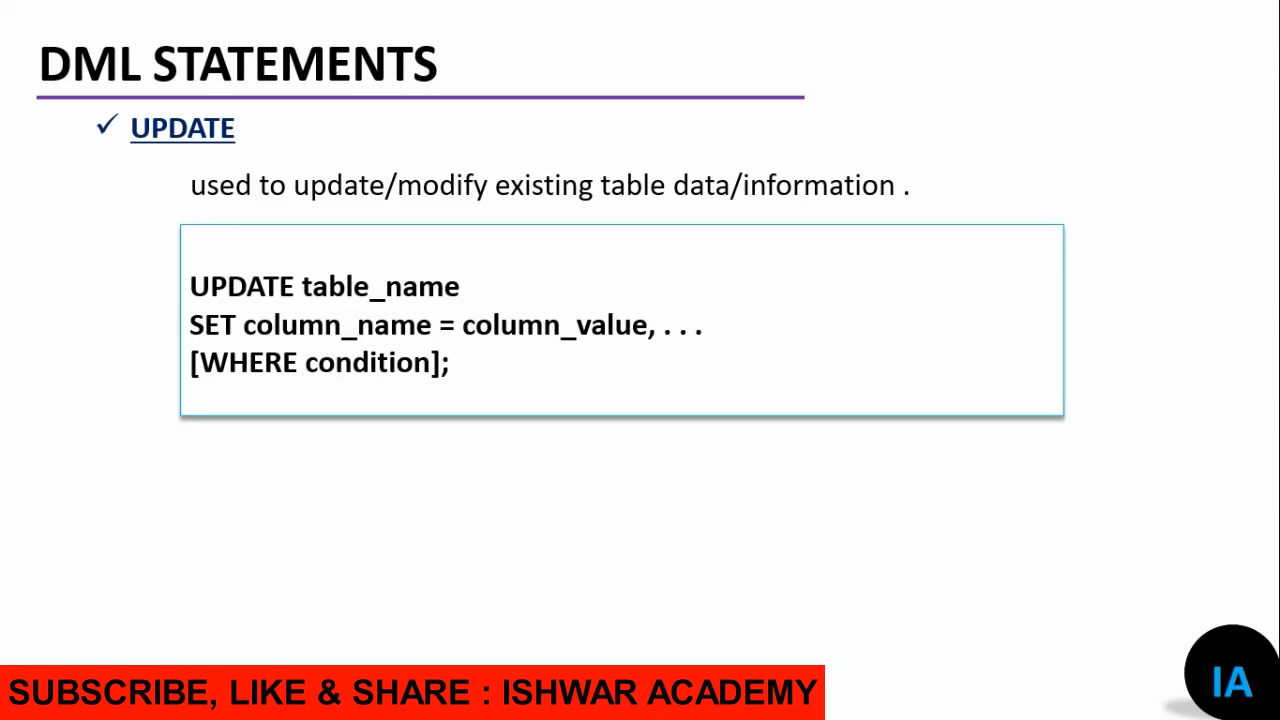 DML STATEMENTS
✓ UPDATE
used to update/modify existing table data/information .
UPDATE table_name
SET column_name = column_value, . . .
[WHERE condition];
SUBSCRIBE, LIKE & SHARE : ISHWAR ACADEMY
IA